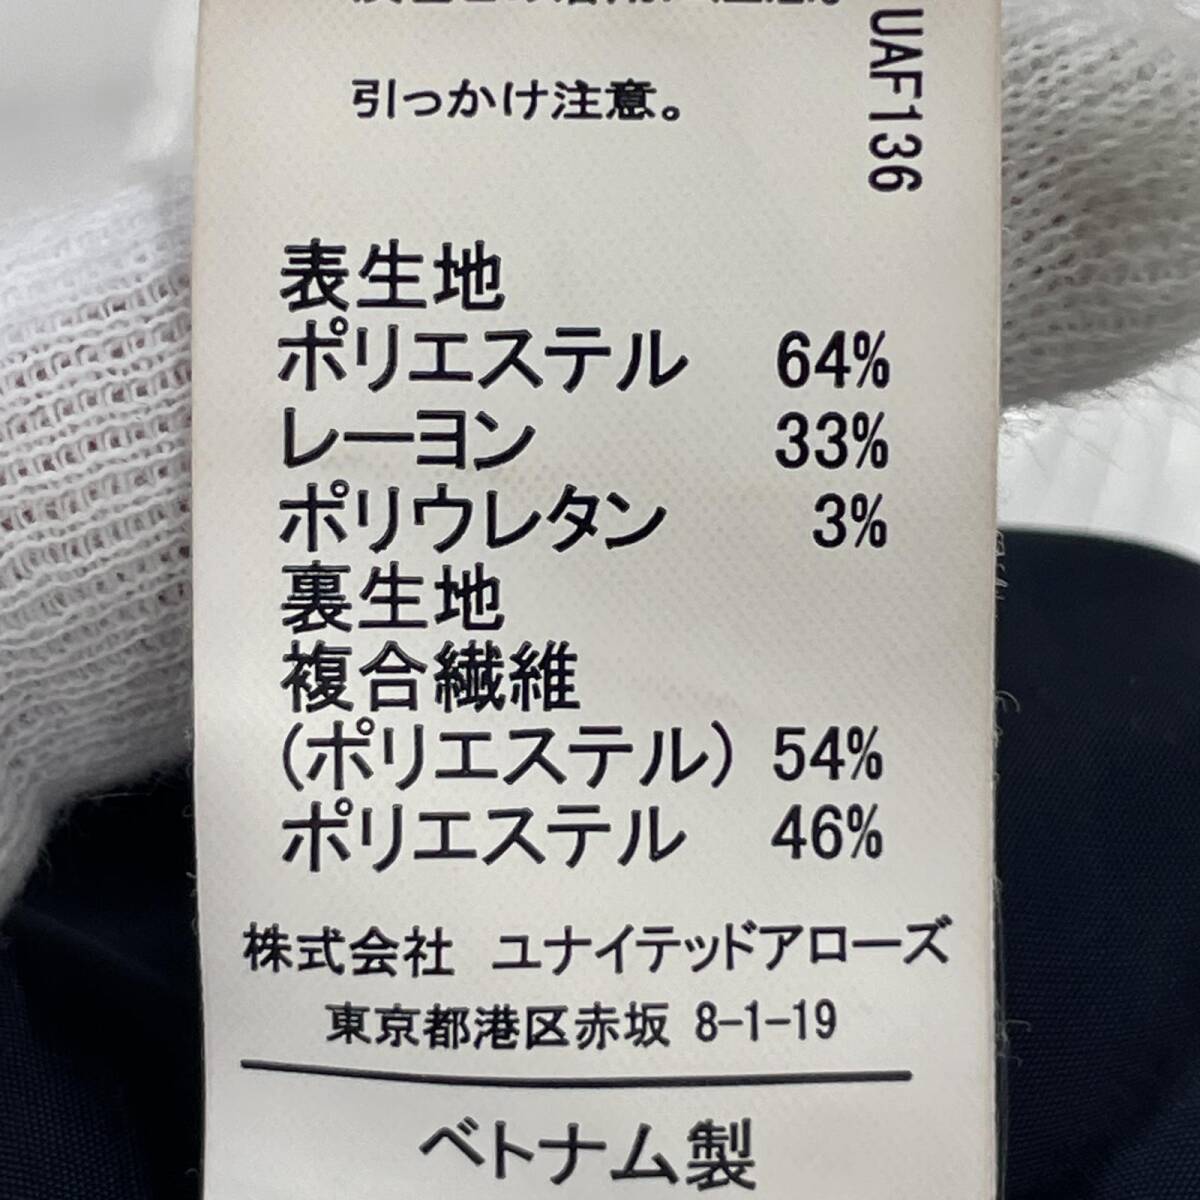 引っかけ注意。
UAF136
表生地
ポリエステル 64%
レーヨン 33%
ポリウレタン 3%
裏生地
複合繊維
(ポリエステル) 54%
ポリエステル 46%
株式会社 ユナイテッドアローズ
東京都港区赤坂 8-1-19
ベトナム製